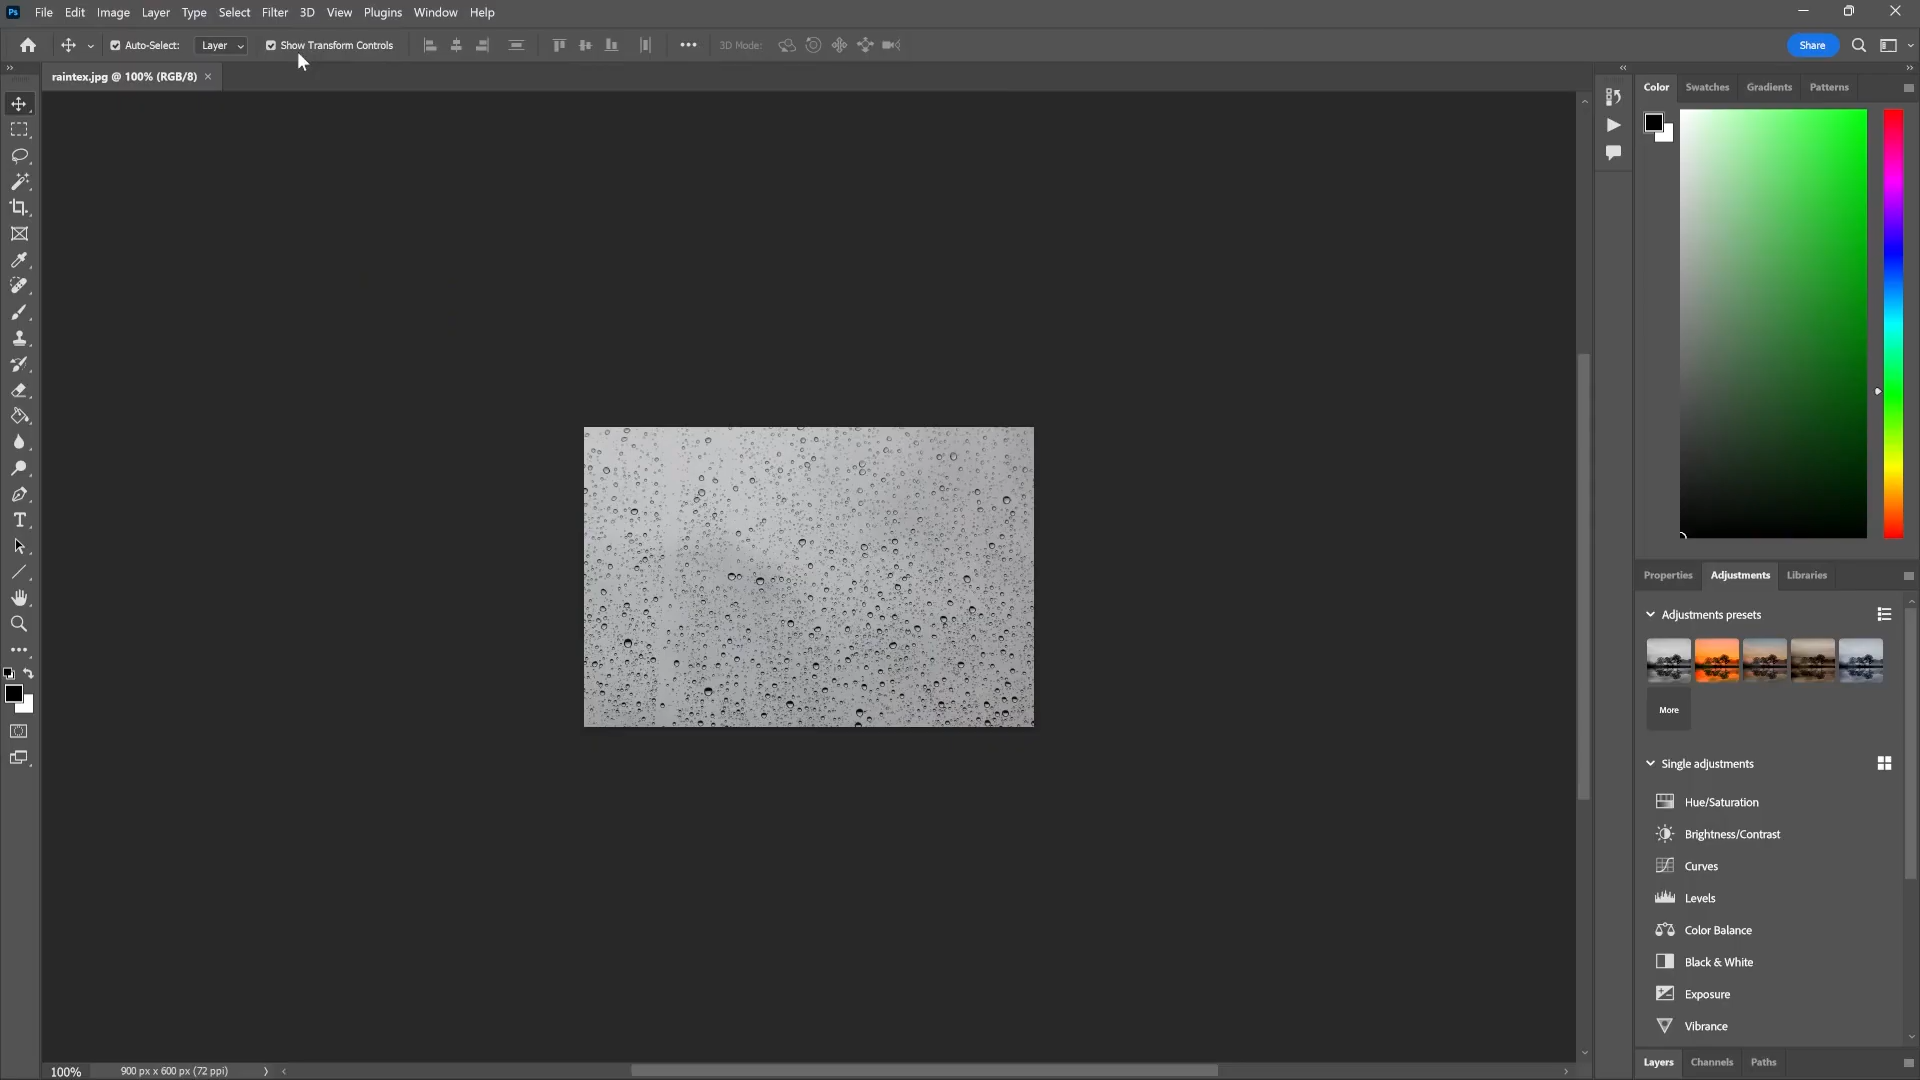 Ps File Edit Image Layer Type Select Filter 3D View Plugins Window Help
Auto-Select: Layer Show Transform Controls 3D Mode: Share
raintex.jpg @ 100% (RGB/8)
Color Swatches Gradients Patterns
Properties Adjustments Libraries
Adjustments presets
More
Single adjustments
Hue/Saturation
Brightness/Contrast
Curves
Levels
Color Balance
Black & White
Exposure
Vibrance
Layers Channels Paths
100% 900 px x 600 px (72 ppi)